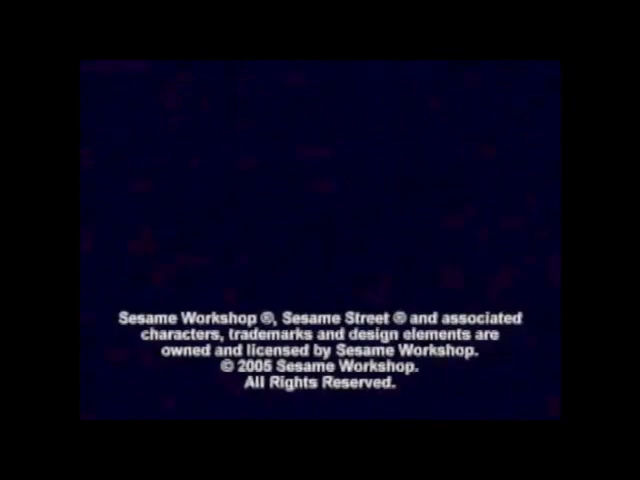 Sesame Workshop ®, Sesame Street ® and associated
characters, trademarks and design elements are
owned and licensed by Sesame Workshop.
© 2005 Sesame Workshop.
All Rights Reserved.